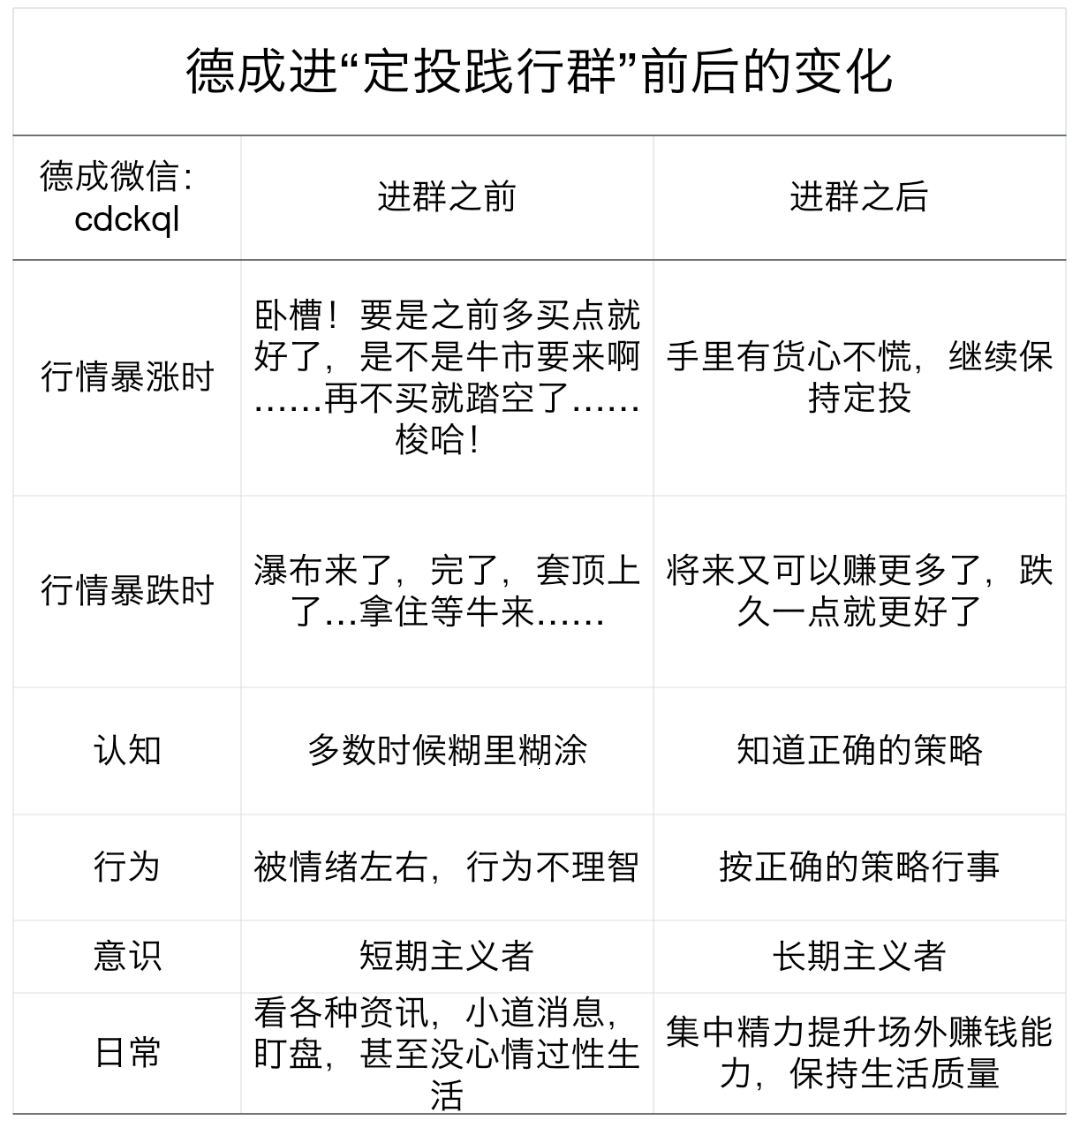 德成进“定投践行群”前后的变化
德成微信：
cdckql
进群之前
进群之后
行情暴涨时
卧槽！要是之前多买点就
好了，是不是牛市要来啊
……再不买就踏空了……
梭哈！
手里有货心不慌，继续保
持定投
行情暴跌时
瀑布来了，完了，套顶上
了…拿住等牛来……
将来又可以赚更多了，跌
久一点就更好了
认知
多数时候糊里糊涂
知道正确的策略
行为
被情绪左右，行为不理智
按正确的策略行事
意识
短期主义者
长期主义者
日常
看各种资讯，小道消息，
盯盘，甚至没心情过性生
活
集中精力提升场外赚钱能
力，保持生活质量